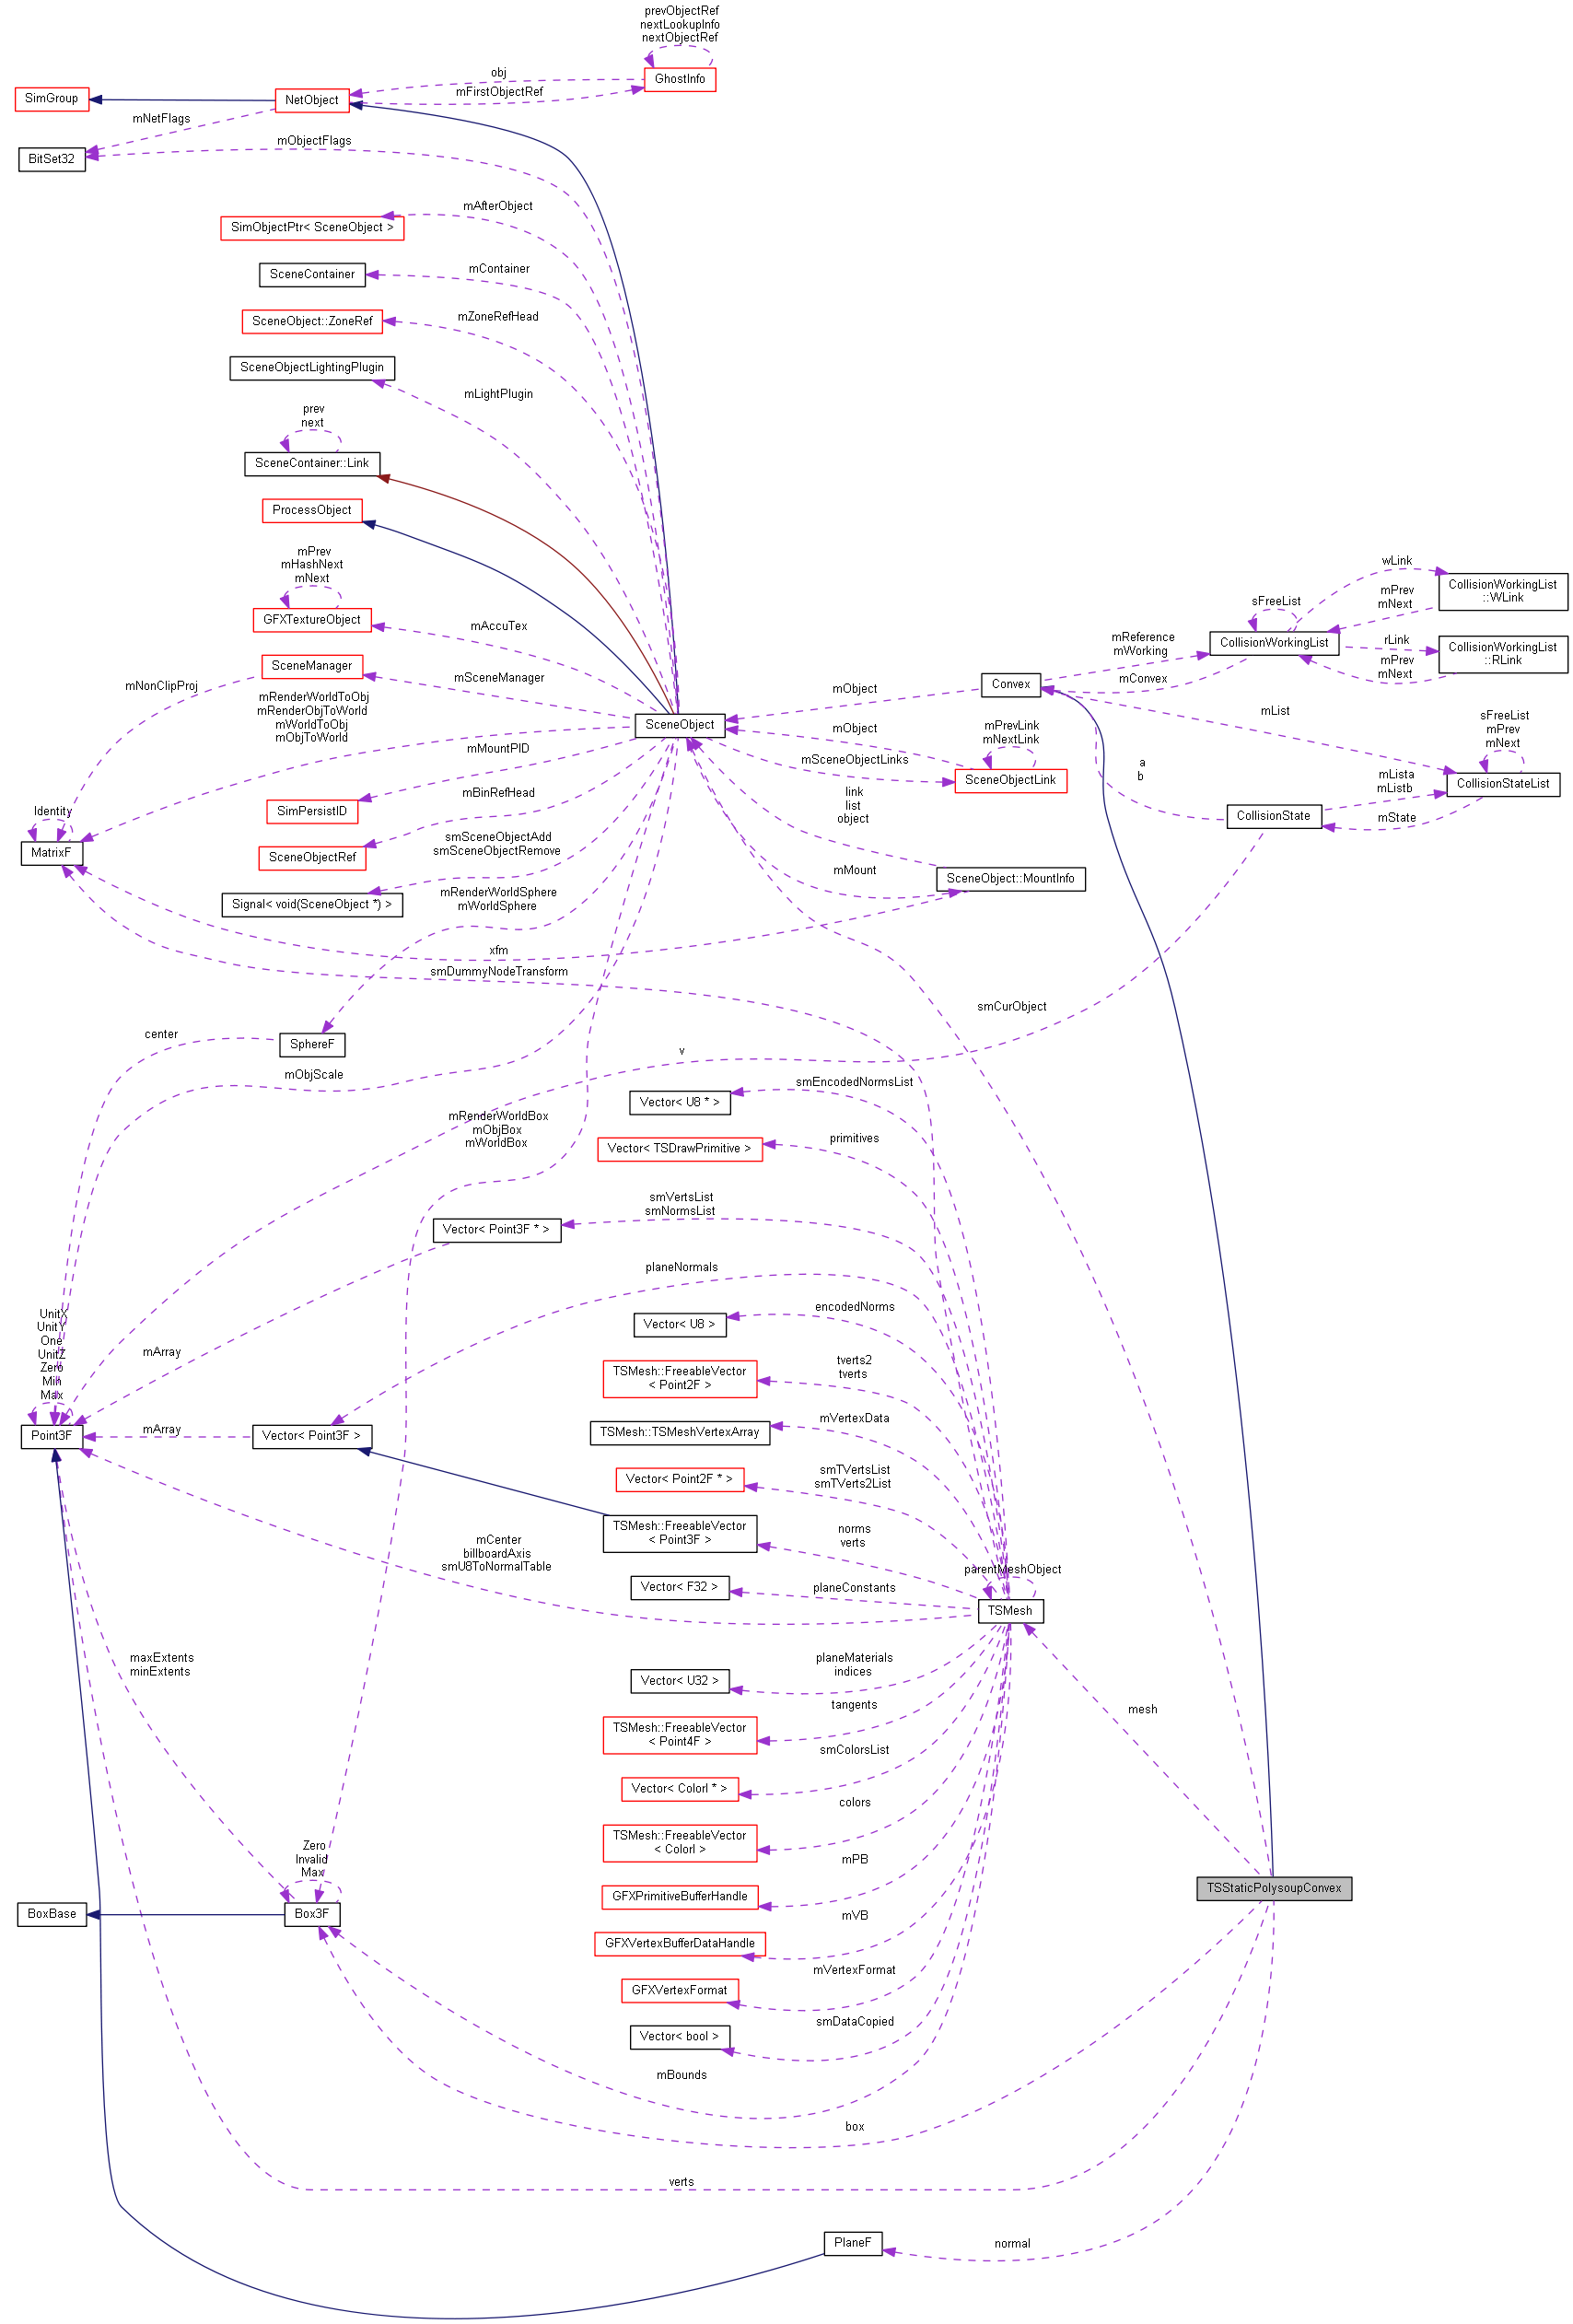 prevObjectRef
nextLookupInfo
nextObjectRef
obj
GhostInfo
SimGroup
NetObject
mFirstObjectRef
mNetFlags
mObjectFlags
BitSet32
mAfterObject
SimObjectPtr< SceneObject >
mContainer
SceneContainer
mZoneRefHead
SceneObject::ZoneRef
SceneObjectLightingPlugin
mLightPlugin
prev
next
SceneContainer::Link
ProcessObject
mPrev
mHashNext
mNext
GFXTextureObject
mAccuTex
wLink
CollisionWorkingList
::WLink
mPrev
mNext
sFreeList
mReference
mWorking
CollisionWorkingList
rLink
CollisionWorkingList
::RLink
mPrev
mNext
SceneManager
mSceneManager
mNonClipProj
mRenderWorldToObj
mRenderObjToWorld
mWorldToObj
mObjToWorld
mObject
Convex
mConvex
SceneObject
mObject
mPrevLink
mNextLink
mList
sFreeList
mPrev
mNext
mMountPID
mSceneObjectLinks
SceneObjectLink
a
b
mLista
mListb
CollisionStateList
mBinRefHead
SimPersistID
link
list
object
CollisionState
mState
Identity
MatrixF
SceneObjectRef
smSceneObjectAdd
smSceneObjectRemove
mMount
SceneObject::MountInfo
Signal< void(SceneObject *) >
mRenderWorldSphere
mWorldSphere
xfm
smDummyNodeTransform
smCurObject
center
SphereF
v
mObjScale
smEncodedNormsList
Vector< U8 * >
mRenderWorldBox
mObjBox
mWorldBox
primitives
Vector< TSDrawPrimitive >
smVertsList
smNormsList
Vector< Point3F * >
planeNormals
encodedNorms
Vector< U8 >
UnitX
UnitY
One
UnitZ
Zero
Min
Max
mArray
tverts2
tverts
TSMesh::FreeableVector
< Point2F >
Point3F
mArray
Vector< Point3F >
mVertexData
TSMesh::TSMeshVertexArray
smTVertsList
smTVerts2List
Vector< Point2F * >
TSMesh::FreeableVector
< Point3F >
norms
verts
mCenter
billboardAxis
smU8ToNormalTable
parentMeshObject
planeConstants
Vector< F32 >
TSMesh
planeMaterials
indices
Vector< U32 >
maxExtents
minExtents
tangents
mesh
TSMesh::FreeableVector
< Point4F >
smColorsList
Vector< ColorI * >
colors
TSMesh::FreeableVector
< ColorI >
Zero
Invalid
Max
mPB
TSStaticPolysoupConvex
GFXPrimitiveBufferHandle
BoxBase
Box3F
mVB
GFXVertexBufferDataHandle
mVertexFormat
GFXVertexFormat
smDataCopied
Vector< bool >
mBounds
box
verts
PlaneF
normal